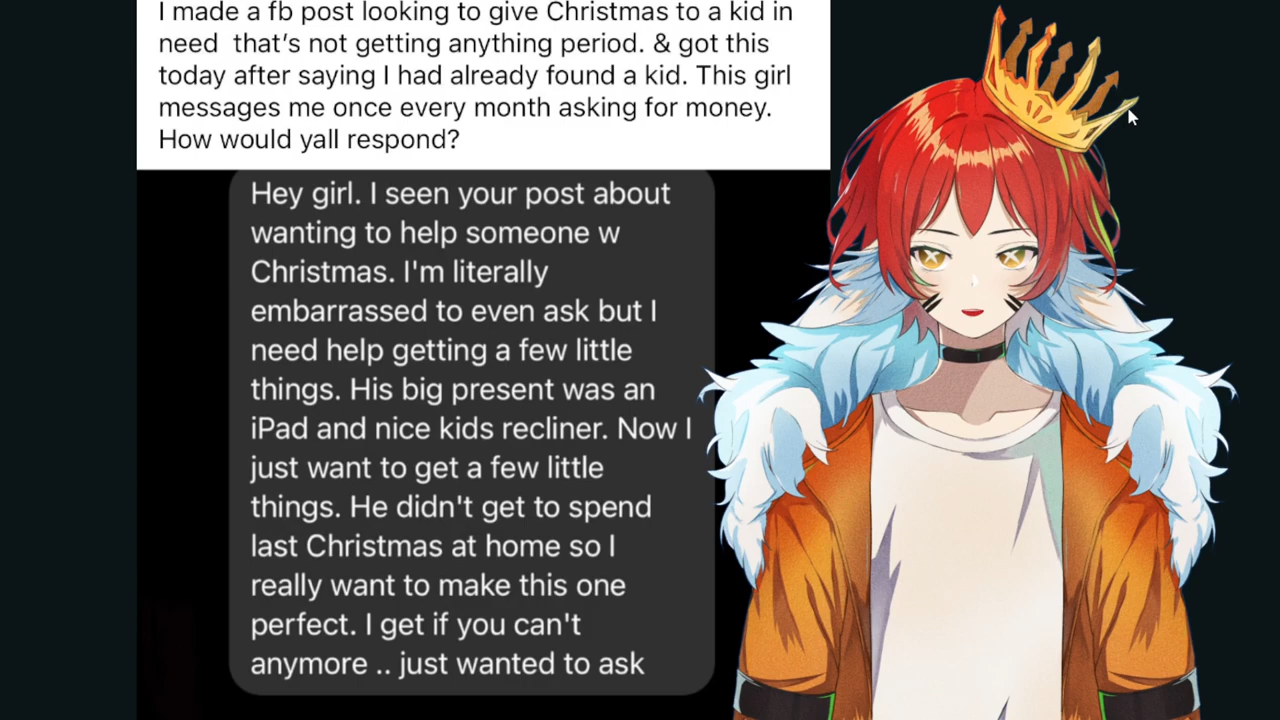 I made a fb post looking to give Christmas to a kid in
need  that's not getting anything period. & got this
today after saying I had already found a kid. This girl
messages me once every month asking for money.
How would yall respond?
Hey girl. I seen your post about
wanting to help someone w
Christmas. I'm literally
embarrassed to even ask but I
need help getting a few little
things. His big present was an
iPad and nice kids recliner. Now I
just want to get a few little
things. He didn't get to spend
last Christmas at home so I
really want to make this one
perfect. I get if you can't
anymore .. just wanted to ask